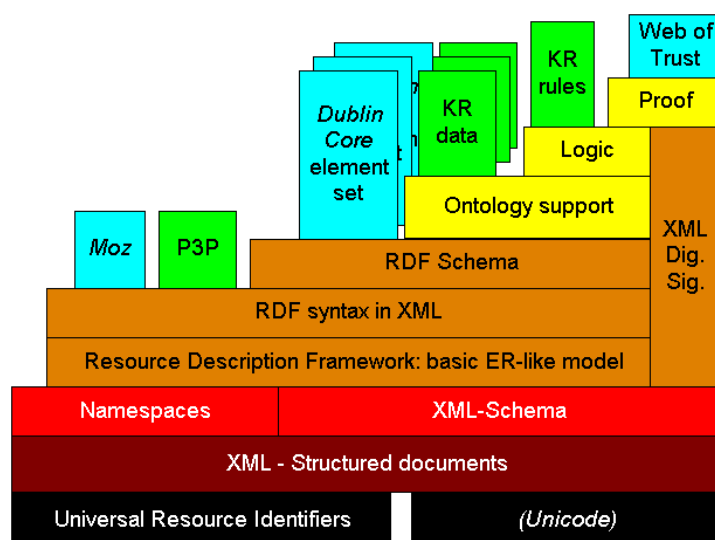 Web of
Trust
KR
rules
Proof
Dublin
Core
element
set
KR
data
Logic
Ontology support
XML
Dig.
Sig.
Moz
P3P
RDF Schema
RDF syntax in XML
Resource Description Framework: basic ER-like model
Namespaces
XML-Schema
XML - Structured documents
Universal Resource Identifiers
(Unicode)